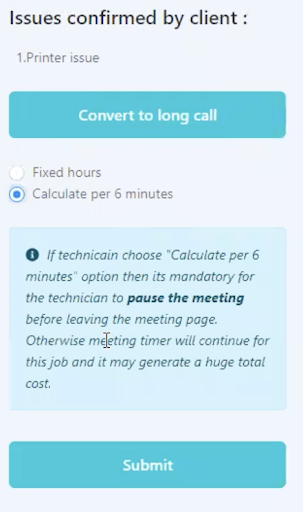 Issues confirmed by client :
1.Printer issue
Convert to long call
Fixed hours
Calculate per 6 minutes
If technicain choose "Calculate per 6
minutes" option then its mandatory for
the technician to pause the meeting
before leaving the meeting page.
Otherwise meeting timer will continue for
this job and it may generate a huge total
cost.
Submit